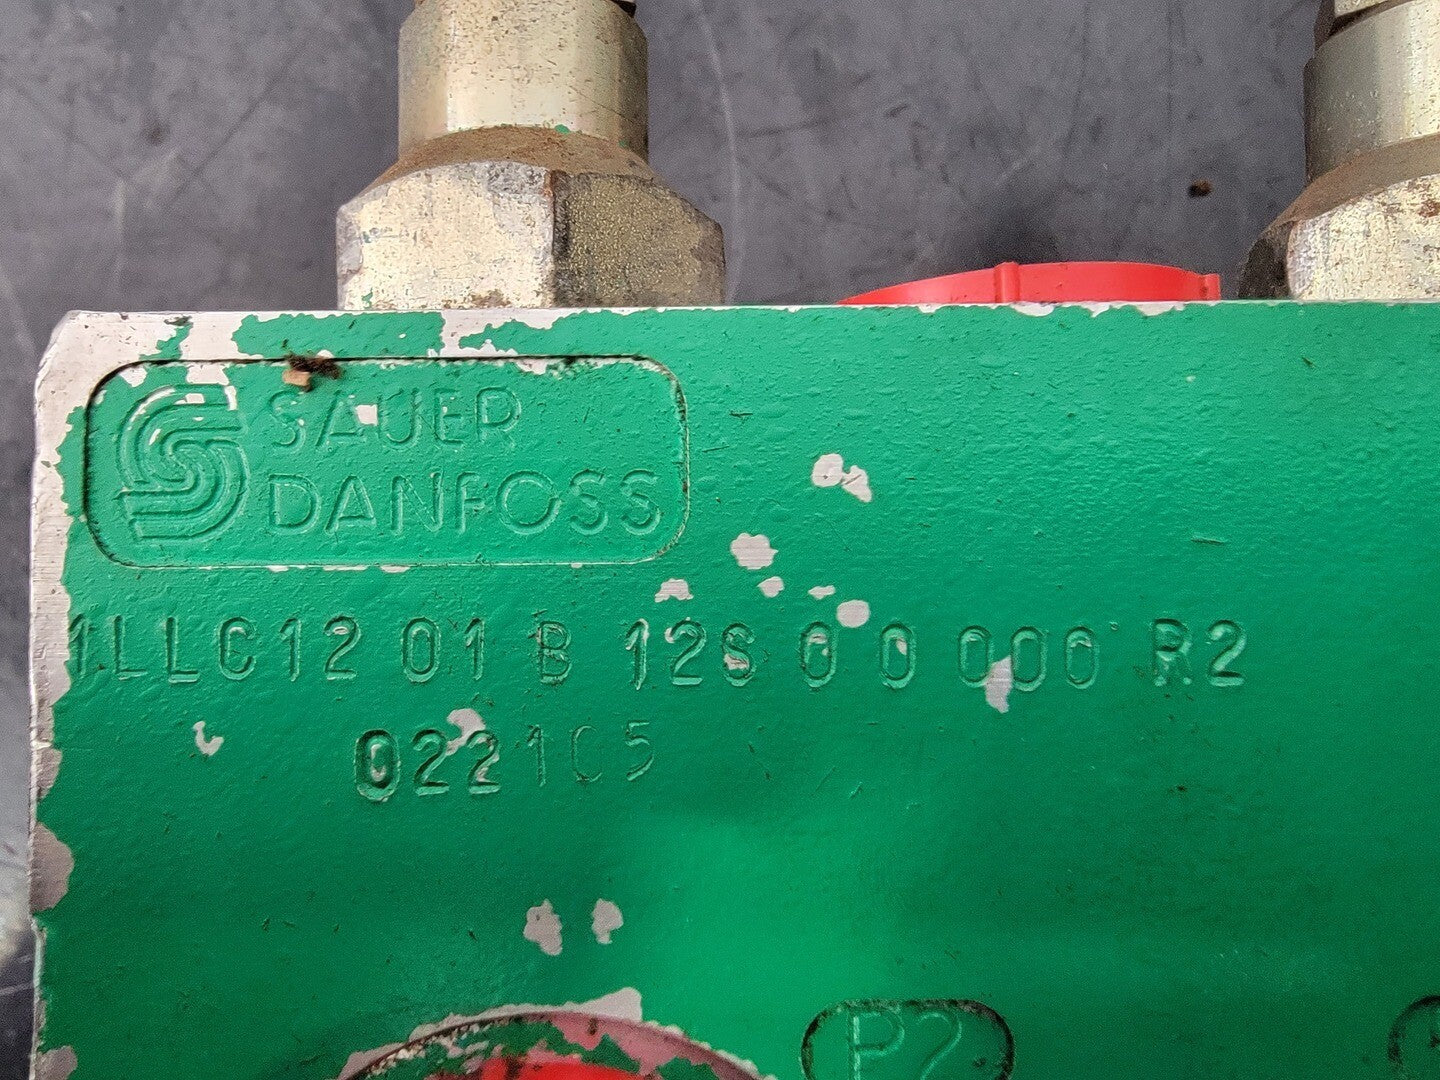 SAUER
DANFOSS
1LLC12 01 B 12S 0 0 000 R2
022105
P2